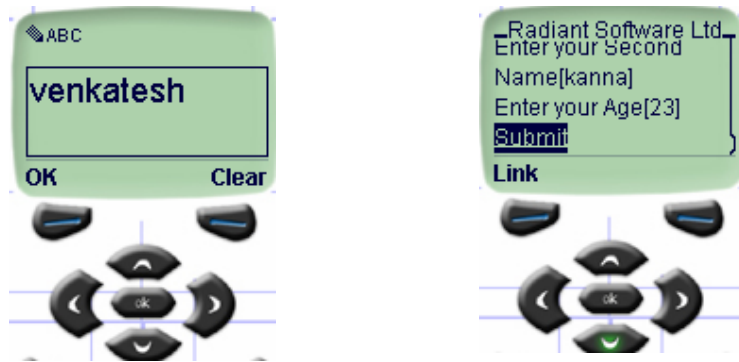 ABC
venkatesh
OK Clear
ok
Radiant Software Ltd
Enter your Second
Name[kanna]
Enter your Age[23]
Submit
Link
ok